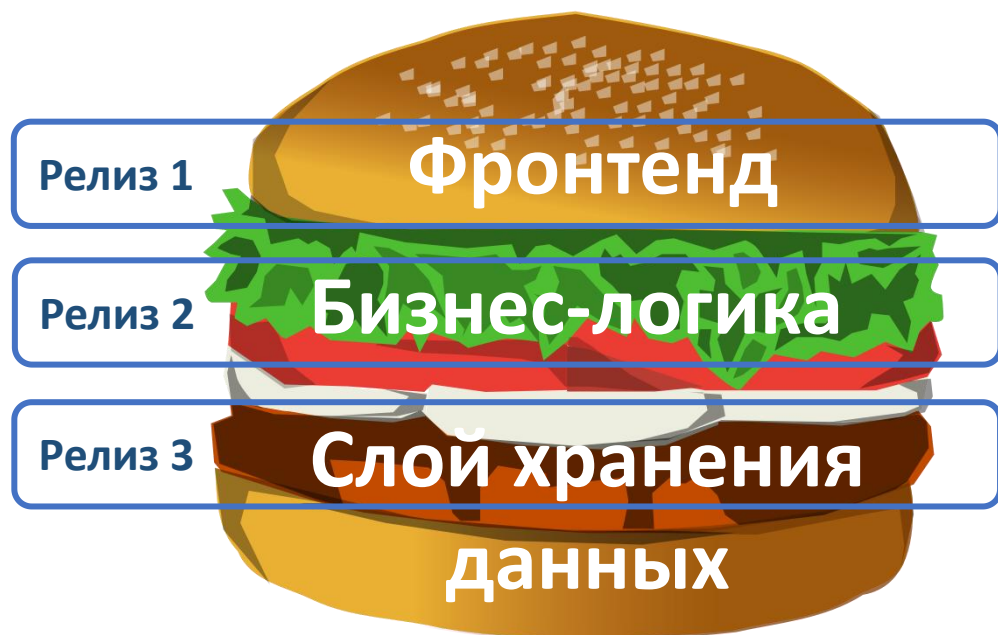 Релиз 1
Фронтенд
Релиз 2
Бизнес-логика
Релиз 3
Слой хранения
данных